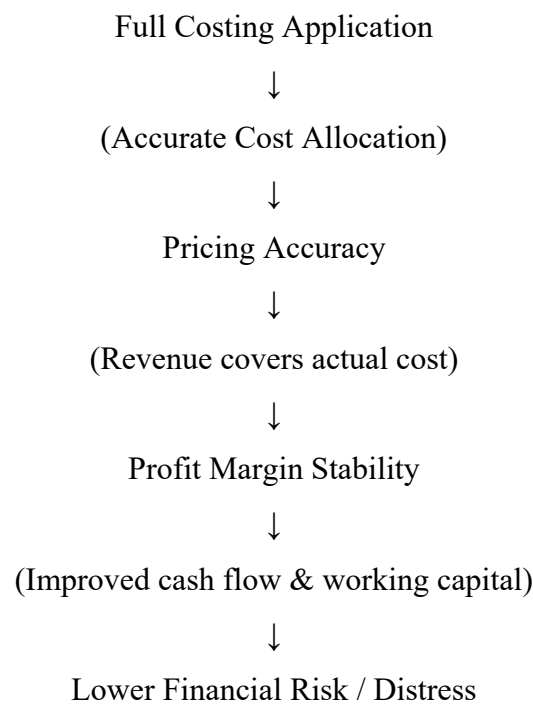 Full Costing Application
↓
(Accurate Cost Allocation)
↓
Pricing Accuracy
↓
(Revenue covers actual cost)
↓
Profit Margin Stability
↓
(Improved cash flow & working capital)
↓
Lower Financial Risk / Distress